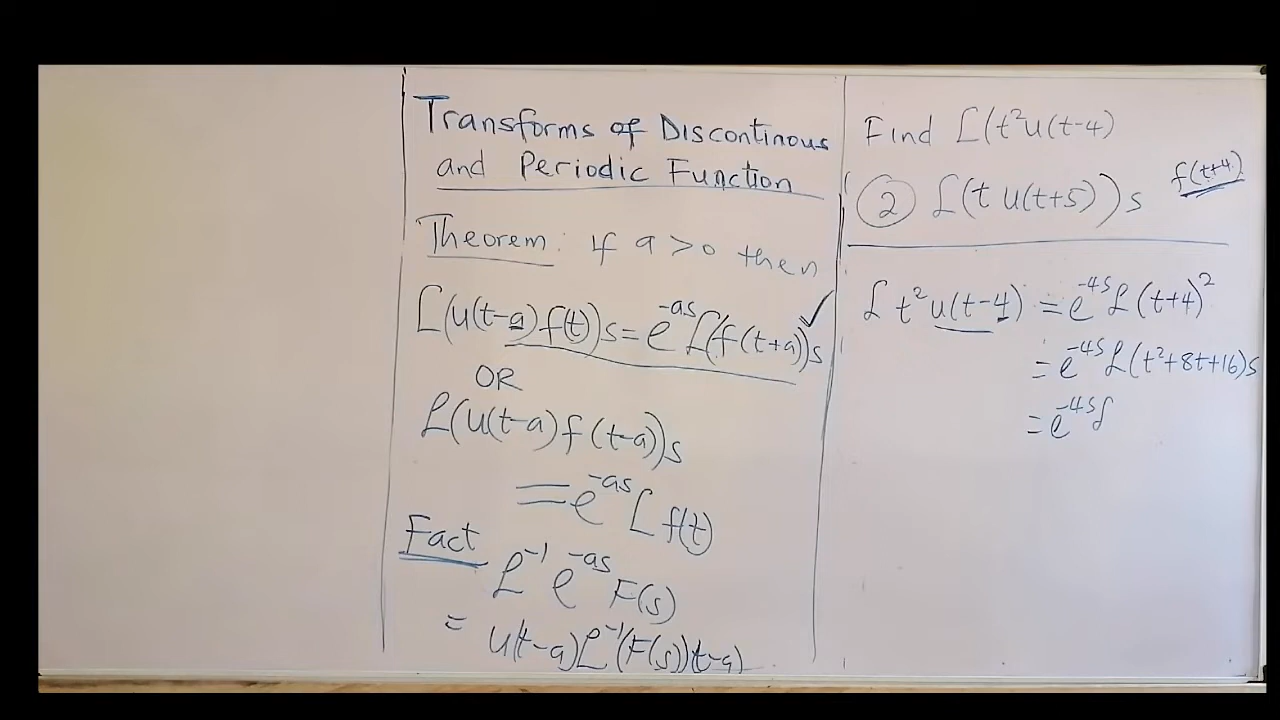 Transforms of Discontinous
and Periodic Function
Theorem: If a > 0 then
ℒ(u(t-a)f(t))s = e^{-as} ℒ(f(t+a))s ✓
OR
ℒ(u(t-a)f(t-a))s
= e^{-as} ℒ f(t)
Fact
ℒ^{-1} e^{-as} F(s)
= u(t-a)ℒ^{-1}(F(s))(t-a)
Find ℒ(t²u(t-4)
② ℒ(t u(t+5))s
f(t+4)
ℒ t² u(t-4) = e^{-4s} ℒ (t+4)²
= e^{-4s} ℒ(t²+8t+16)s
= e^{-4s} ℒ